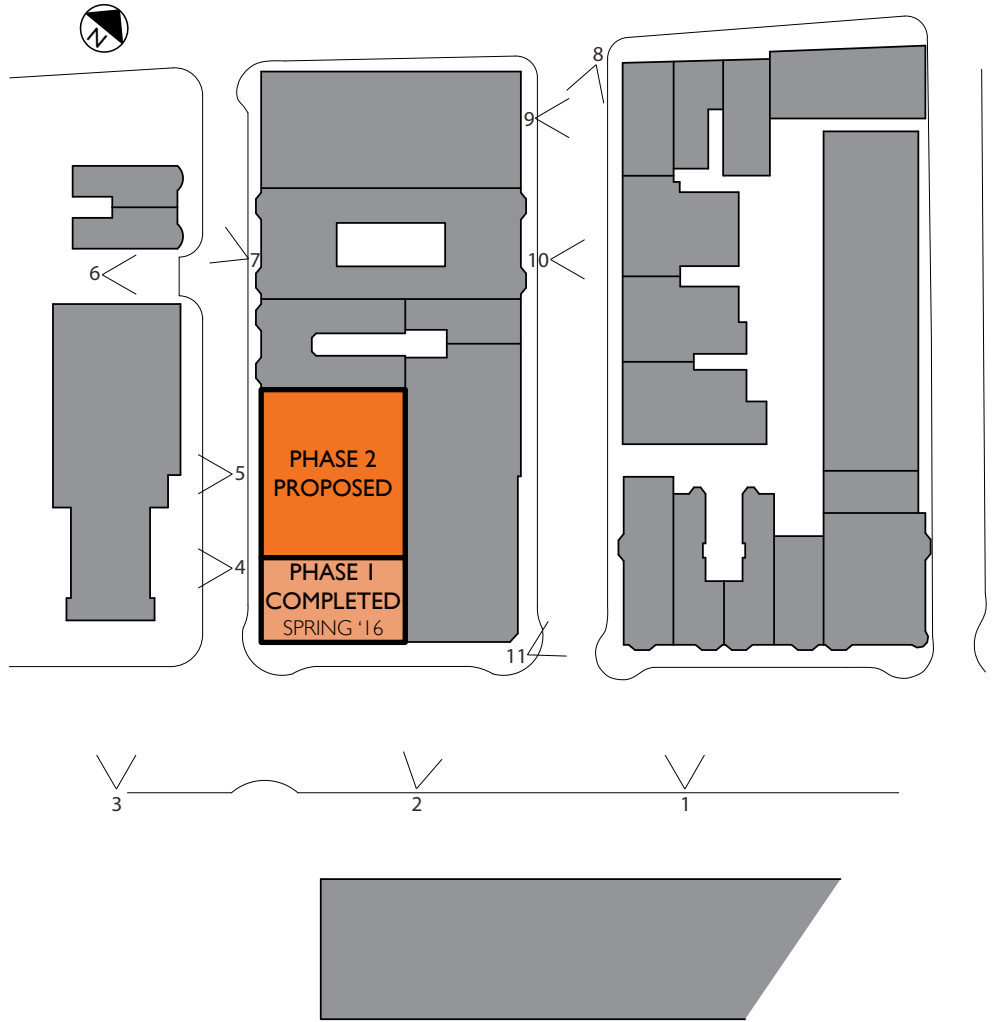 N
8
9
7
10
6
PHASE 2
PROPOSED
5
PHASE 1
COMPLETED
SPRING ‘16
4
11
3
2
1